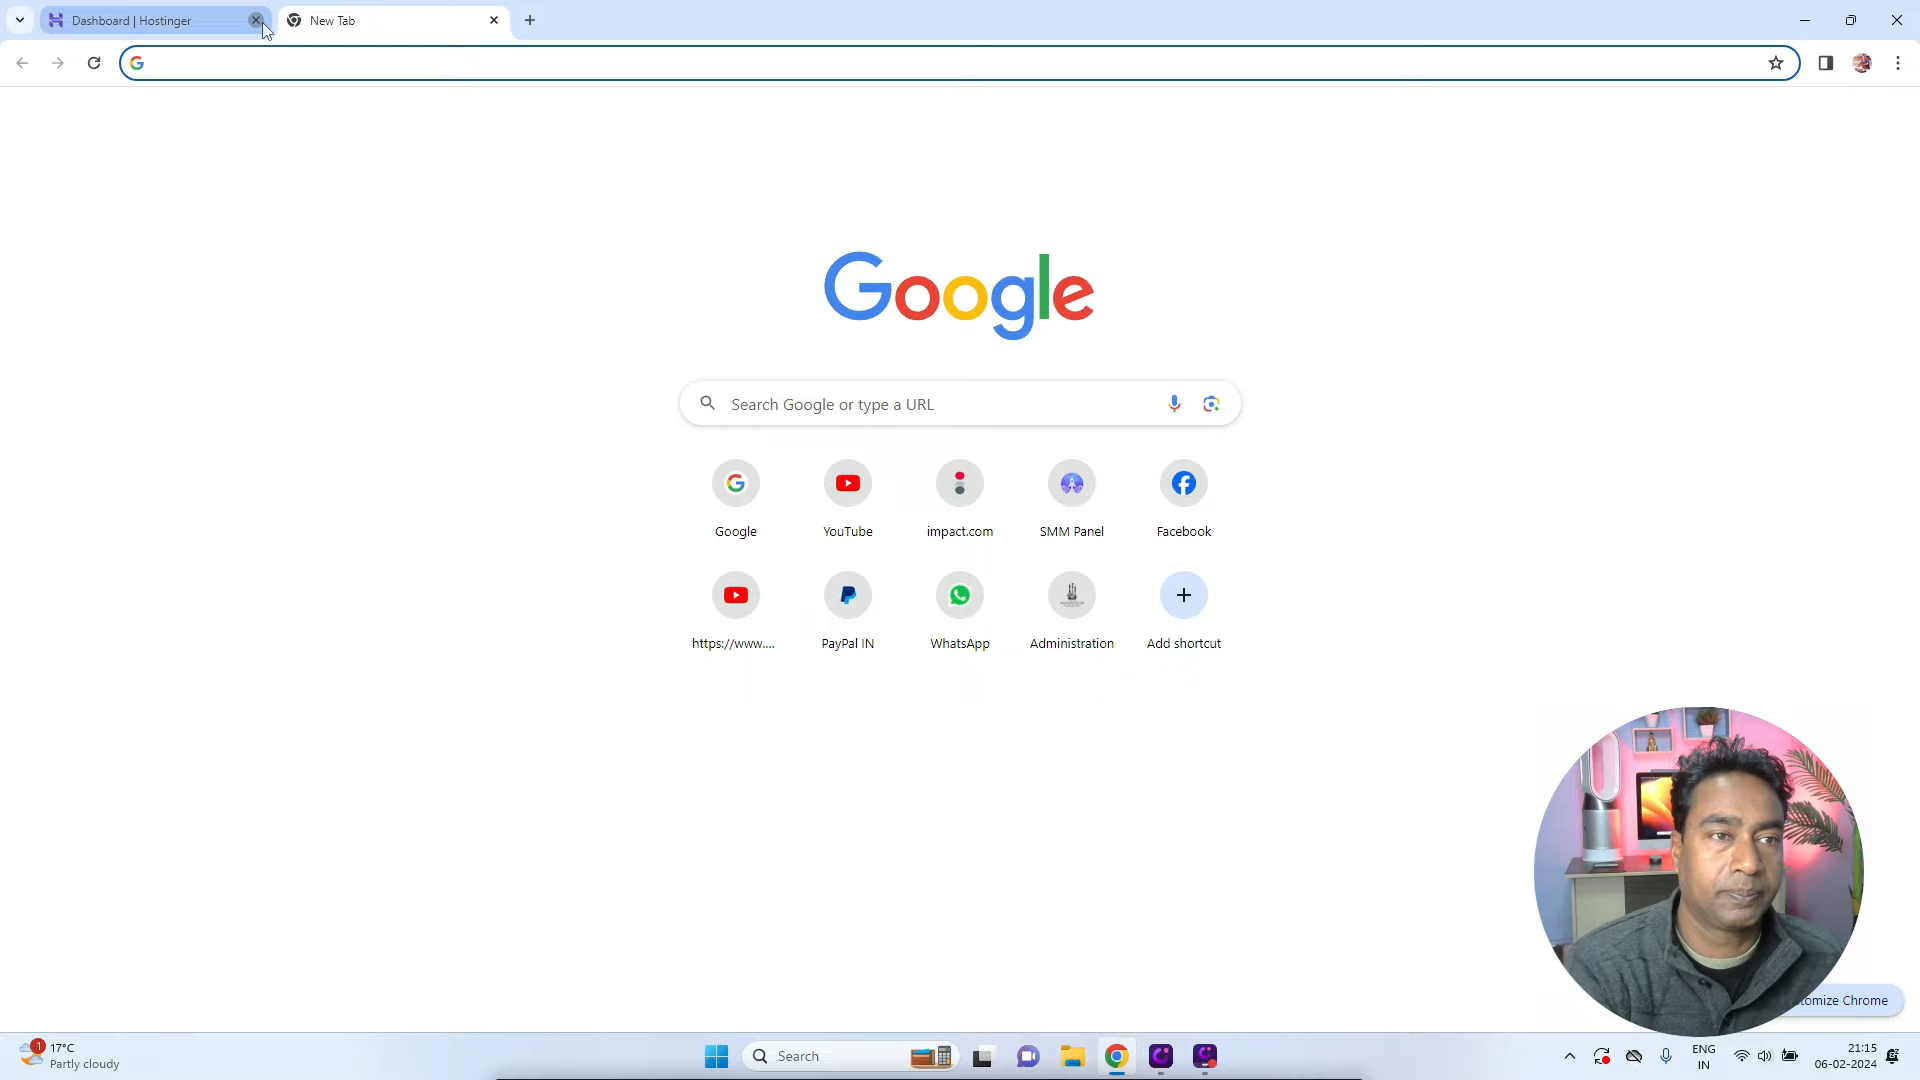 Dashboard | Hostinger
New Tab
Google
Search Google or type a URL
Google
YouTube
impact.com
SMM Panel
Facebook
https://www....
PayPal IN
WhatsApp
Administration
Add shortcut
tomize Chrome
1
17°C
Partly cloudy
Search
ENG
IN
21:15
06-02-2024